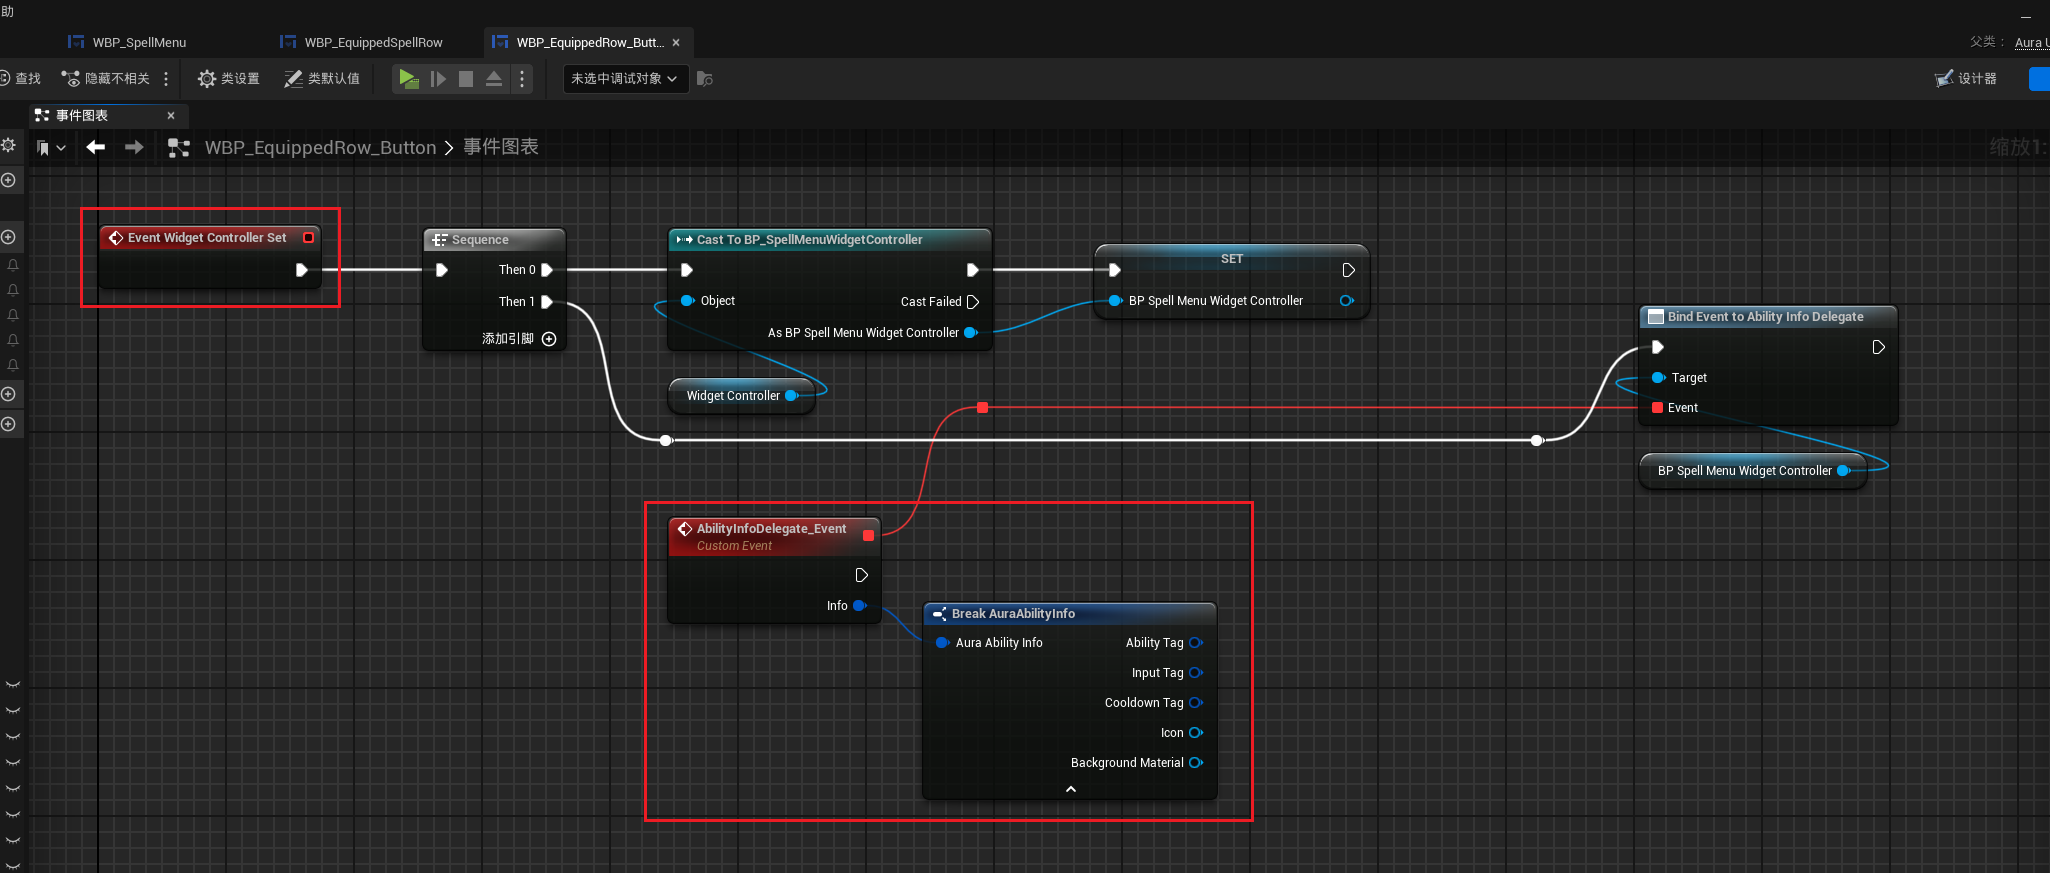 助
WBP_SpellMenu
WBP_EquippedSpellRow
WBP_EquippedRow_Butt...
父类：
Aura U
查找
隐藏不相关
类设置
类默认值
未选中调试对象
设计器
事件图表
WBP_EquippedRow_Button > 事件图表
缩放1:
Event Widget Controller Set
Sequence
Then 0
Then 1
添加引脚
Cast To BP_SpellMenuWidgetController
Object
Cast Failed
As BP Spell Menu Widget Controller
Widget Controller
SET
BP Spell Menu Widget Controller
Bind Event to Ability Info Delegate
Target
Event
BP Spell Menu Widget Controller
AbilityInfoDelegate_Event
Custom Event
Info
Break AuraAbilityInfo
Aura Ability Info
Ability Tag
Input Tag
Cooldown Tag
Icon
Background Material